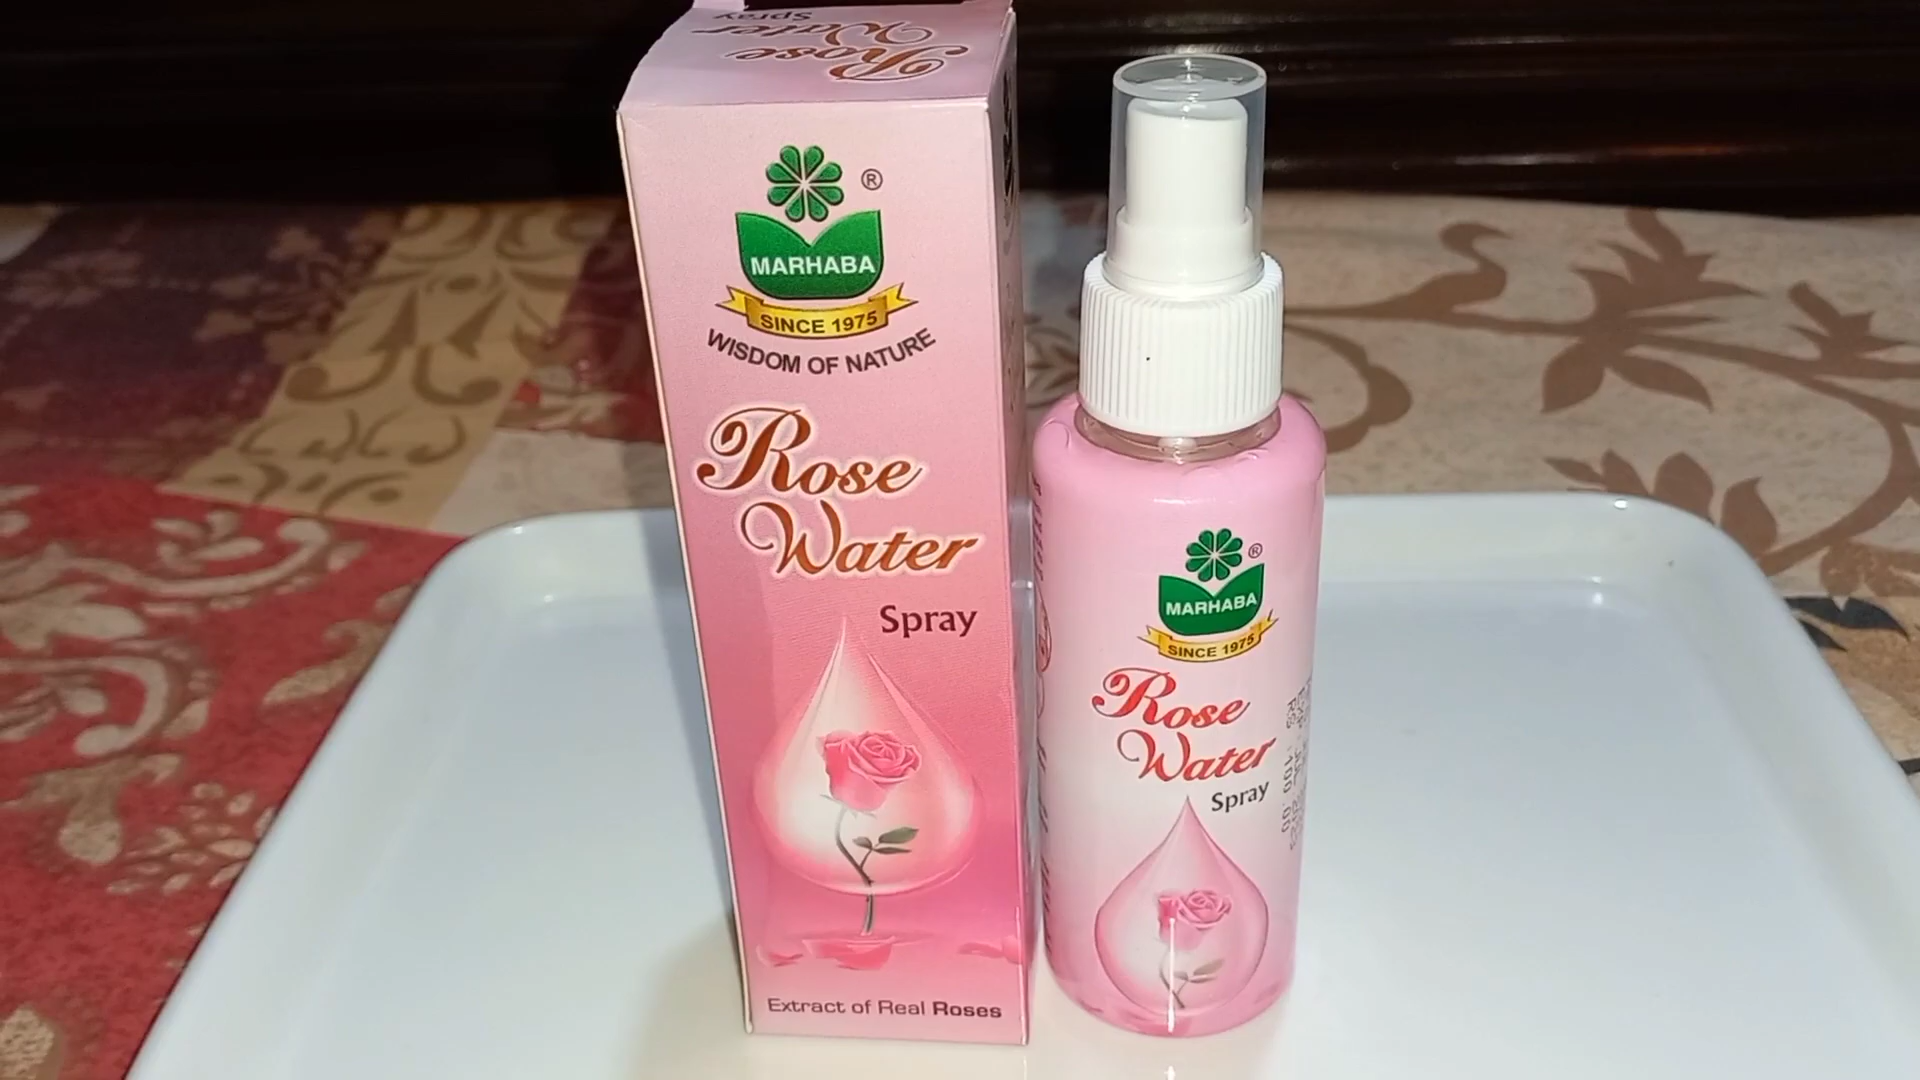 Rose
Water
Spray
®
MARHABA
SINCE 1975
WISDOM OF NATURE
Rose
Water
Spray
Extract of Real Roses
®
MARHABA
SINCE 1975
Rose
Water
Spray